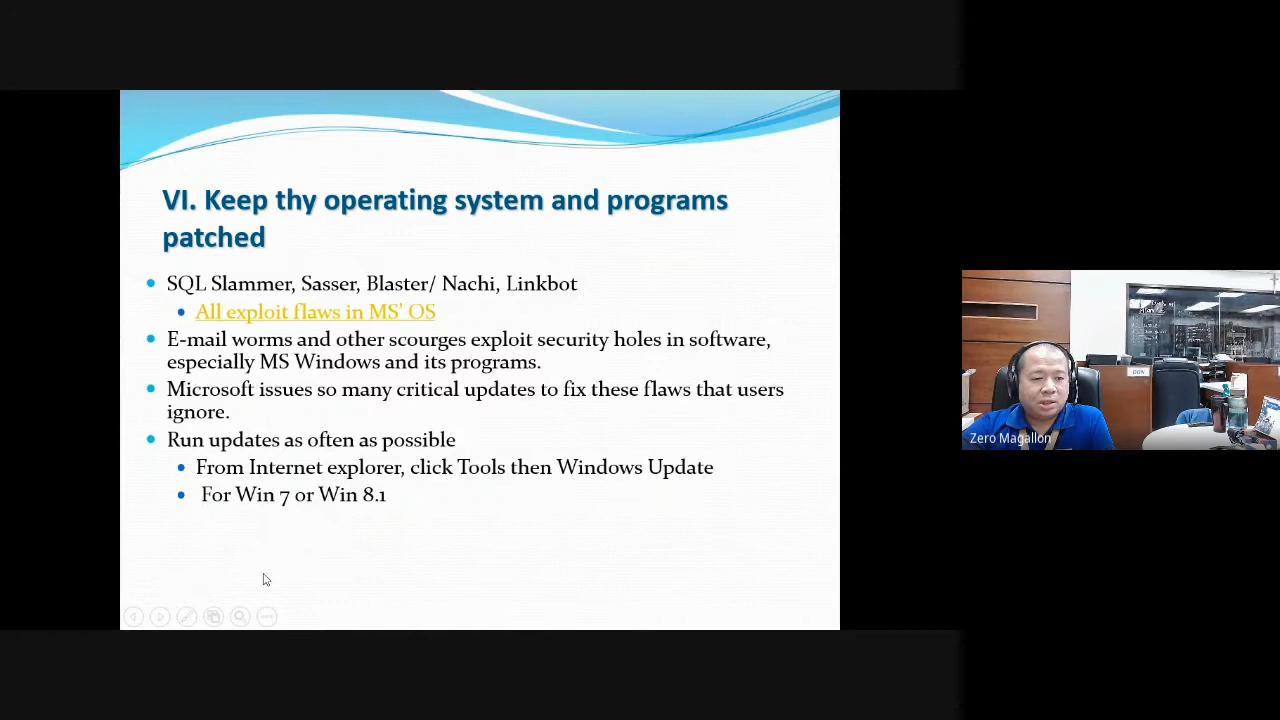 VI. Keep thy operating system and programs
patched
SQL Slammer, Sasser, Blaster/ Nachi, Linkbot
All exploit flaws in MS' OS
E-mail worms and other scourges exploit security holes in software,
especially MS Windows and its programs.
Microsoft issues so many critical updates to fix these flaws that users
ignore.
Run updates as often as possible
From Internet explorer, click Tools then Windows Update
For Win 7 or Win 8.1
Zero Magallon